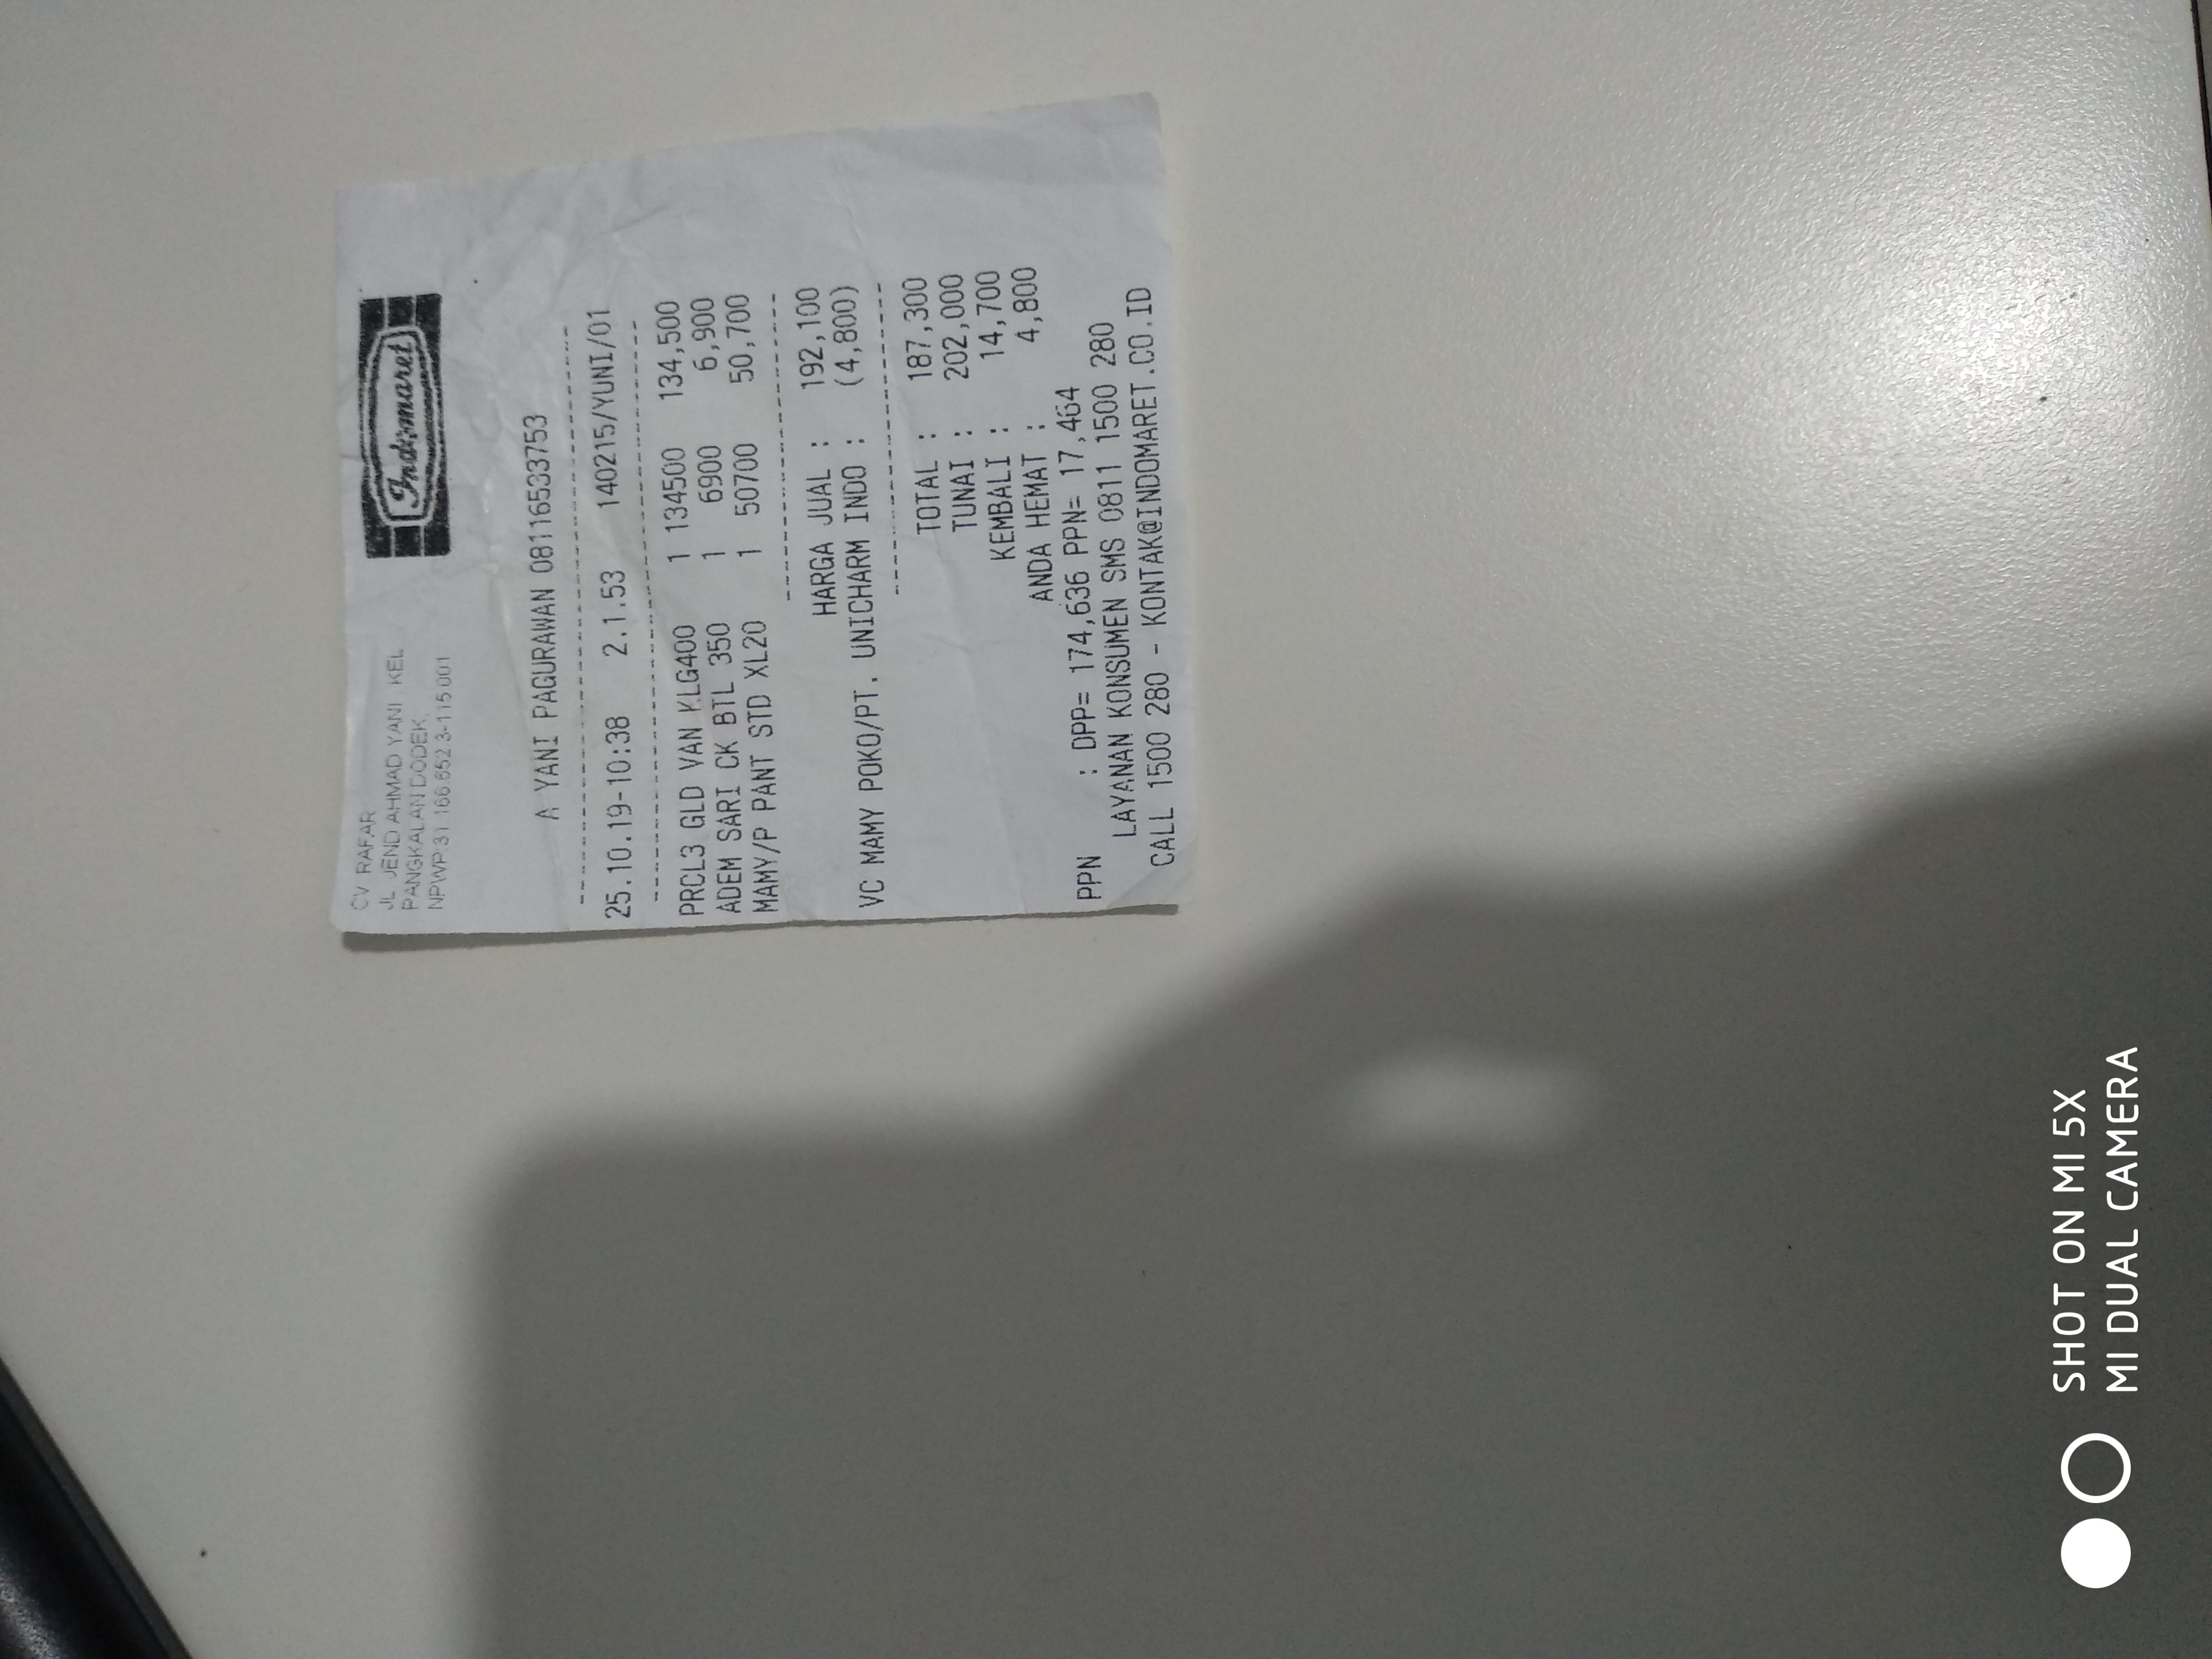 CV RAFAR
JL JEND AHMAD YANI , KEL
PANGKALAN DODEK,
NPWP:31.166.652.3-115.001
Indomaret
A YANI PAGURAWAN 08116533753
25.10.19-10:38 2.1.53 140215/YUNI/01
PRCL3 GLD VAN KLG400 1 134500 134,500
ADEM SARI CK BTL 350 1 6900 6,900
MAMY/P PANT STD XL20 1 50700 50,700
HARGA JUAL : 192,100
VC MAMY POKO/PT. UNICHARM INDO : (4,800)
TOTAL : 187,300
TUNAI : 202,000
KEMBALI : 14,700
ANDA HEMAT : 4,800
PPN : DPP= 174,636 PPN= 17,464
LAYANAN KONSUMEN SMS 0811 1500 280
CALL 1500 280 - KONTAK@INDOMARET.CO.ID
SHOT ON MI 5X
MI DUAL CAMERA